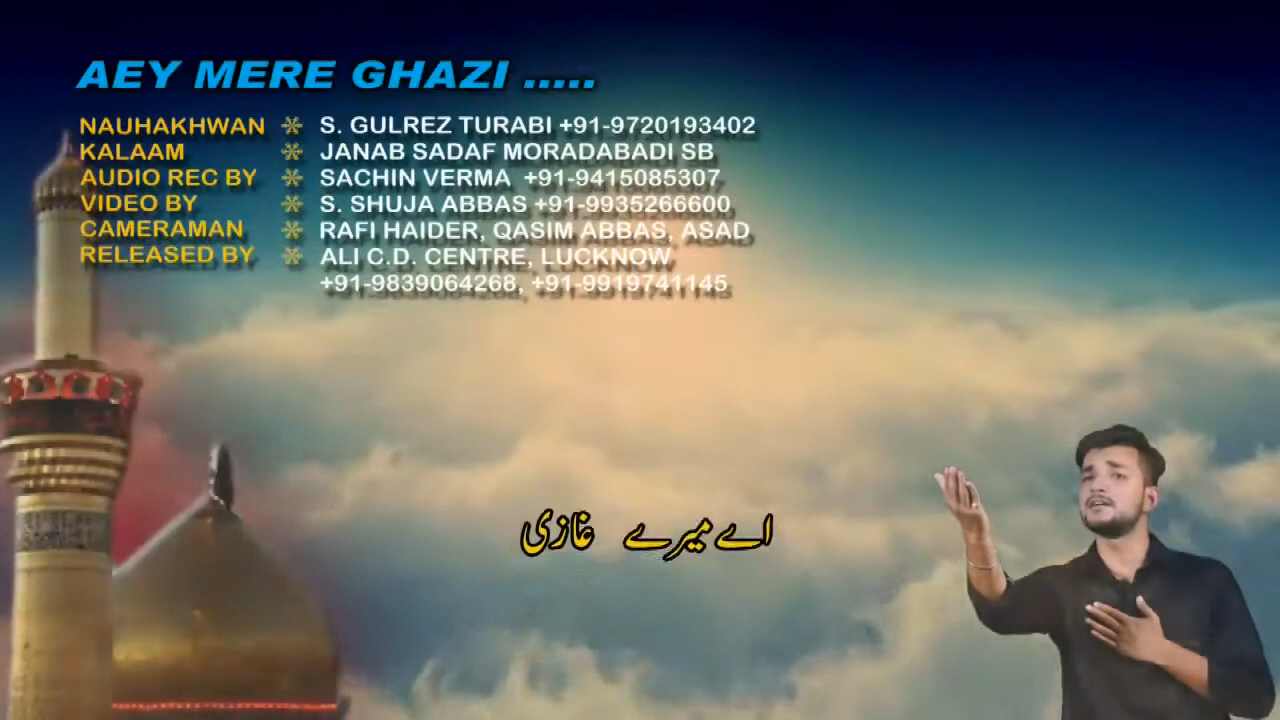 AEY MERE GHAZI .....
NAUHAKHWAN S. GULREZ TURABI +91-9720193402
KALAAM JANAB SADAF MORADABADI SB
AUDIO REC BY SACHIN VERMA +91-9415085307
VIDEO BY S. SHUJA ABBAS +91-9935266600
CAMERAMAN RAFI HAIDER, QASIM ABBAS, ASAD
RELEASED BY ALI C.D. CENTRE, LUCKNOW
+91-9839064268, +91-9919741145
اے میرے غازی